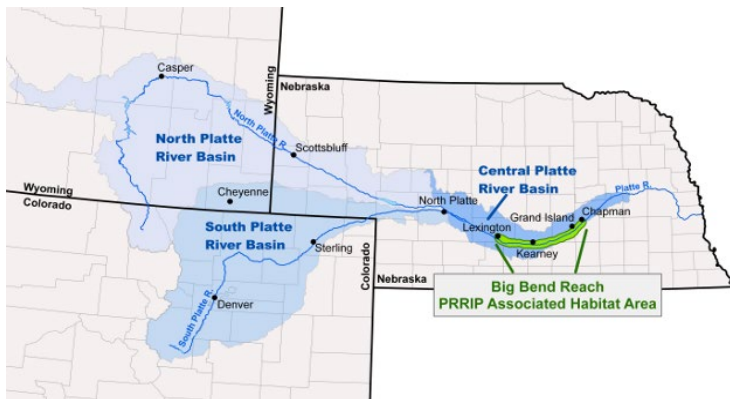 Casper
Wyoming
Nebraska
North Platte R.
North Platte
River Basin
Scottsbluff
Central Platte
River Basin
Platte R.
Wyoming
Colorado
Cheyenne
North Platte
Grand Island
Chapman
South Platte
River Basin
Lexington
Sterling
Kearney
Colorado
Nebraska
Denver
South Platte R.
Big Bend Reach
PRRIP Associated Habitat Area